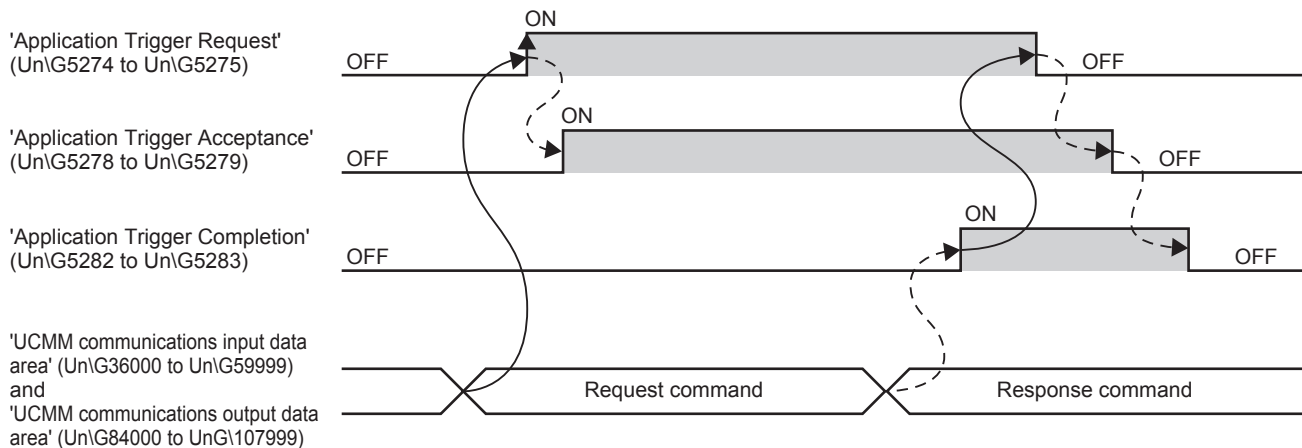 ON
'Application Trigger Request'
(Un\G5274 to Un\G5275)
OFF
OFF
ON
'Application Trigger Acceptance'
(Un\G5278 to Un\G5279)
OFF
OFF
ON
'Application Trigger Completion'
(Un\G5282 to Un\G5283)
OFF
OFF
'UCMM communications input data
area' (Un\G36000 to Un\G59999)
and
'UCMM communications output data
area' (Un\G84000 to UnG\107999)
Request command
Response command